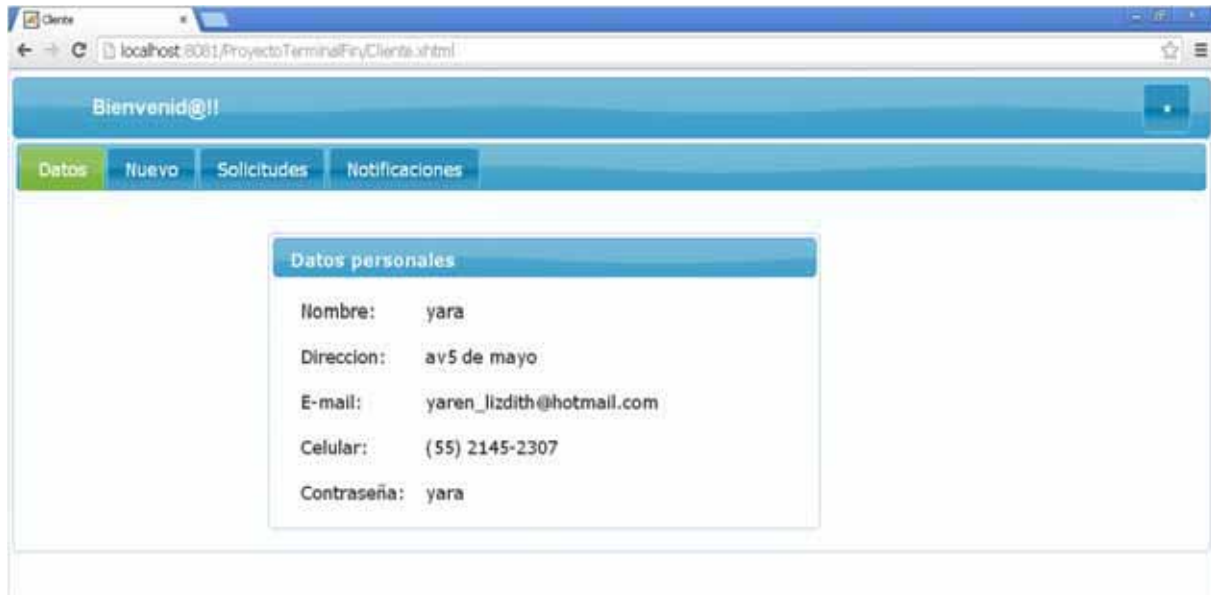 Cliente
localhost:8081/ProyectoTerminalFin/Cliente.xhtml
Bienvenid@!!
Datos Nuevo Solicitudes Notificaciones
Datos personales
Nombre: yara
Direccion: av5 de mayo
E-mail: yaren_lizdith@hotmail.com
Celular: (55) 2145-2307
Contraseña: yara